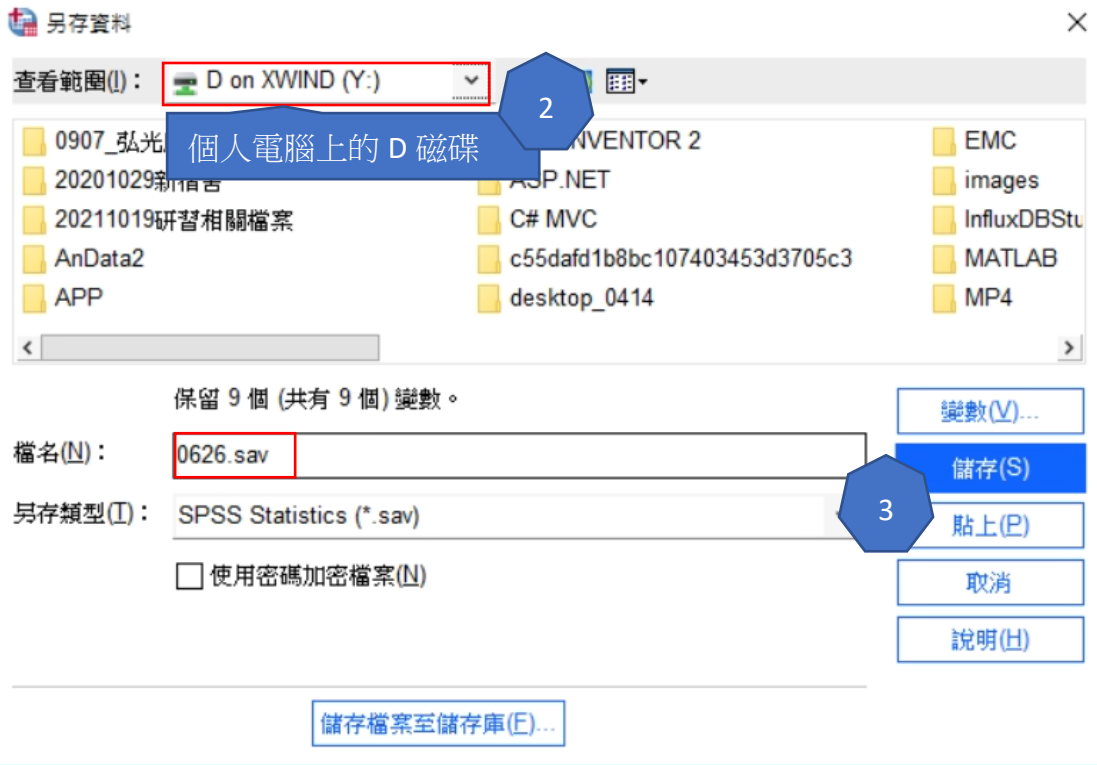 另存資料
查看範圍(I)： D on XWIND (Y:)
2
個人電腦上的 D 磁碟
0907_弘光
20201029新宿舍
20211019研習相關檔案
AnData2
APP
NVENTOR 2
ASP.NET
C# MVC
c55dafd1b8bc107403453d3705c3
desktop_0414
EMC
images
InfluxDBStu
MATLAB
MP4
保留 9 個 (共有 9 個) 變數。
檔名(N)： 0626.sav
另存類型(T)： SPSS Statistics (*.sav)
使用密碼加密檔案(N)
3
變數(V)...
儲存(S)
貼上(P)
取消
說明(H)
儲存檔案至儲存庫(F)...